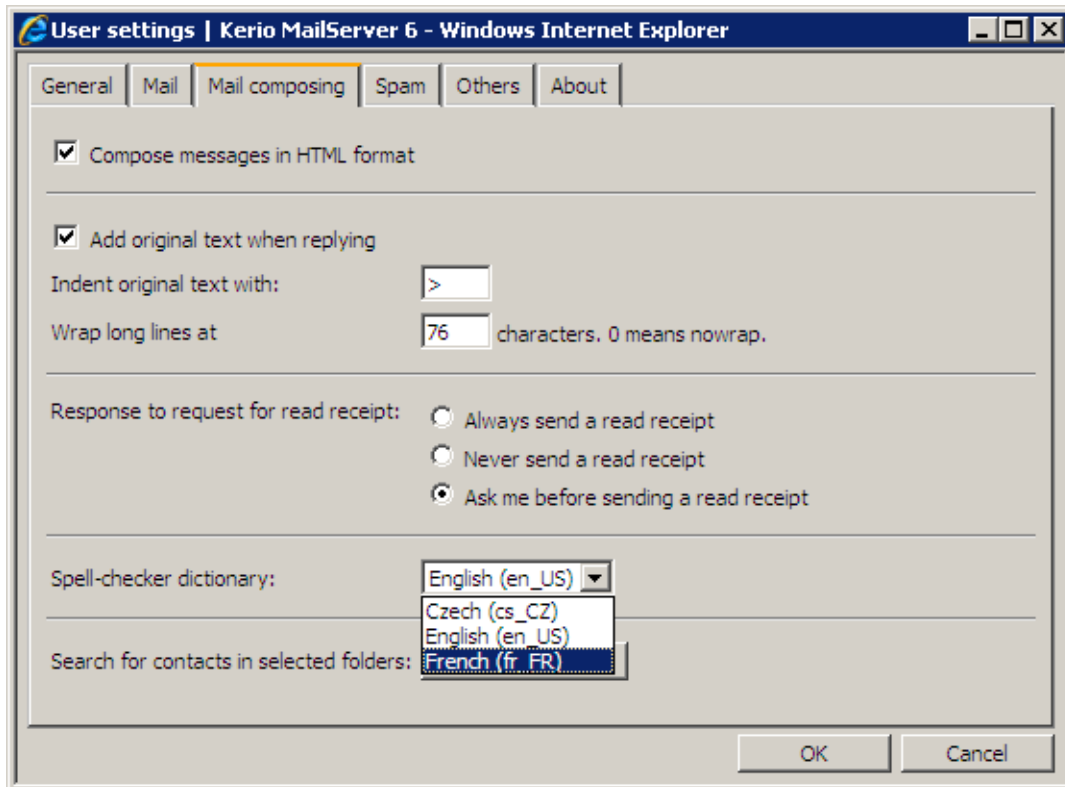 User settings | Kerio MailServer 6 - Windows Internet Explorer
General Mail Mail composing Spam Others About
Compose messages in HTML format
Add original text when replying
Indent original text with: >
Wrap long lines at 76 characters. 0 means nowrap.
Response to request for read receipt: Always send a read receipt
Never send a read receipt
Ask me before sending a read receipt
Spell-checker dictionary: English (en_US)
Czech (cs_CZ)
English (en_US)
Search for contacts in selected folders: French (fr_FR)
OK Cancel